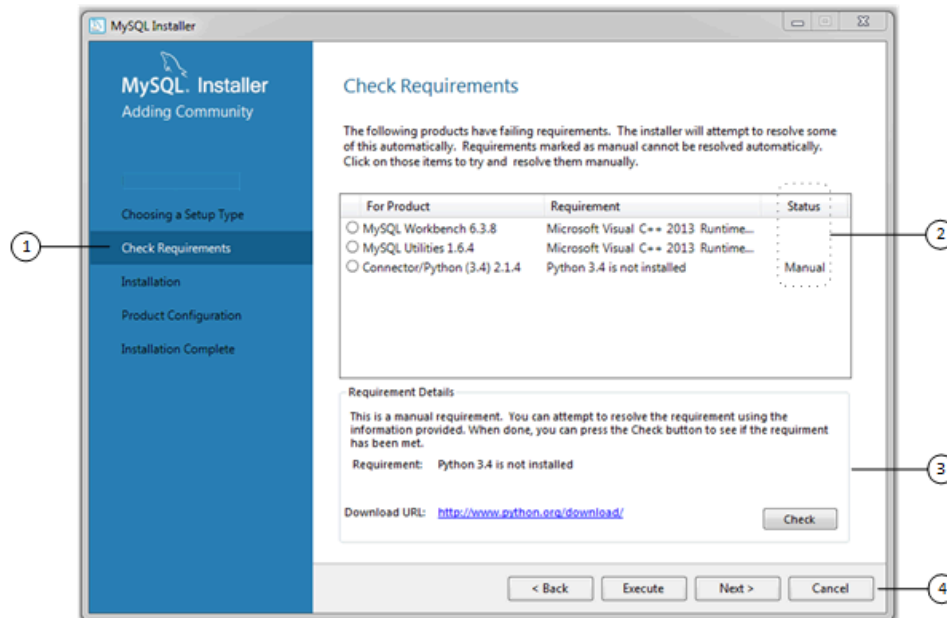 MySQL Installer
MySQL. Installer
Adding Community
Choosing a Setup Type
Check Requirements
Installation
Product Configuration
Installation Complete
Check Requirements
The following products have failing requirements. The installer will attempt to resolve some
of this automatically. Requirements marked as manual cannot be resolved automatically.
Click on those items to try and resolve them manually.
For Product Requirement Status
MySQL Workbench 6.3.8 Microsoft Visual C++ 2013 Runtime...
MySQL Utilities 1.6.4 Microsoft Visual C++ 2013 Runtime...
Connector/Python (3.4) 2.1.4 Python 3.4 is not installed Manual
Requirement Details
This is a manual requirement. You can attempt to resolve the requirement using the
information provided. When done, you can press the Check button to see if the requirment
has been met.
Requirement: Python 3.4 is not installed
Download URL: http://www.python.org/download/
Check
< Back Execute Next > Cancel
1
2
3
4